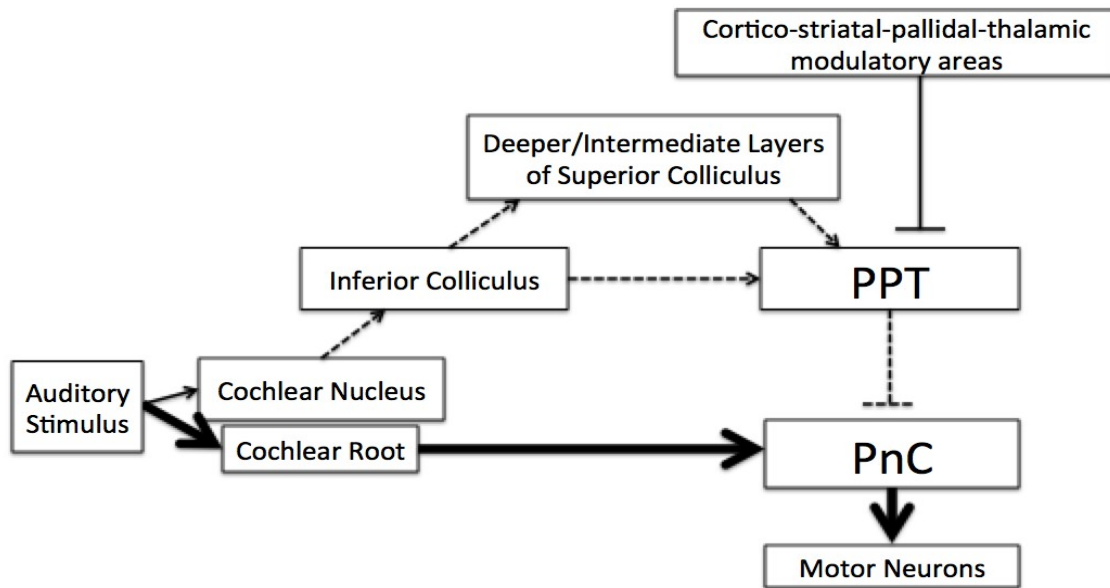 Cortico-striatal-pallidal-thalamic
modulatory areas
Deeper/Intermediate Layers
of Superior Colliculus
Inferior Colliculus
PPT
Auditory
Stimulus
Cochlear Nucleus
Cochlear Root
PnC
Motor Neurons